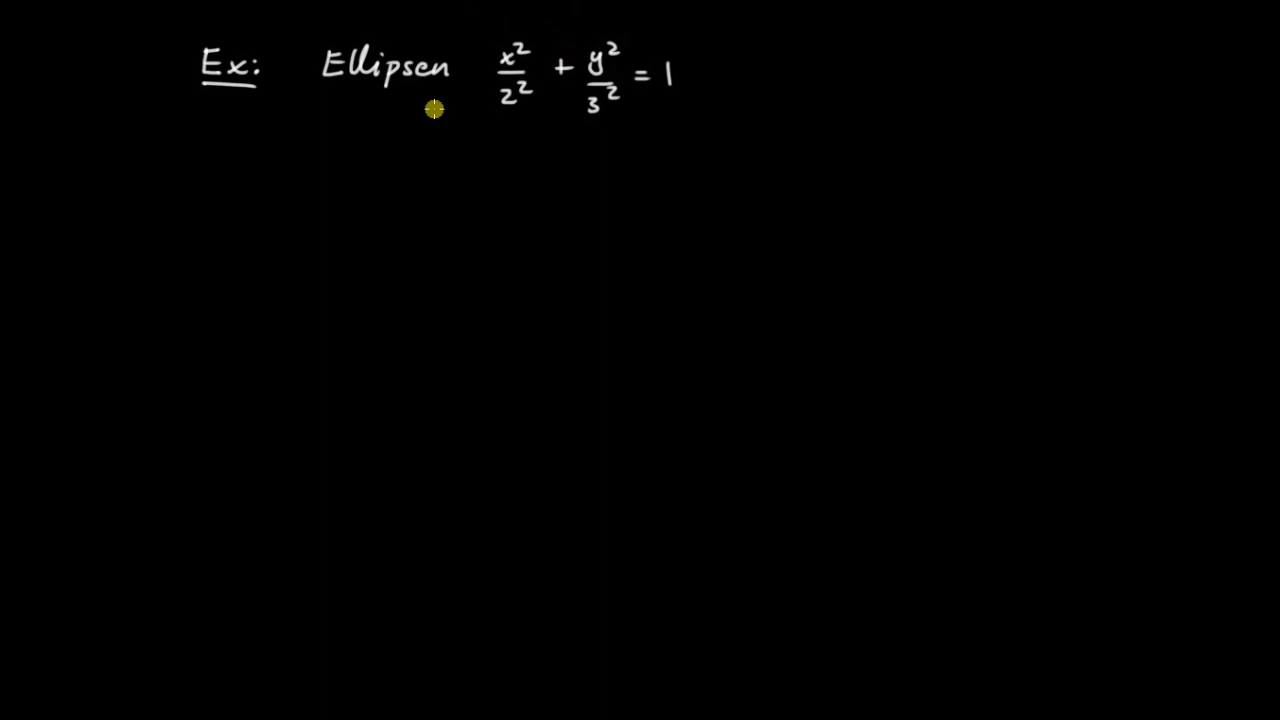 Ex: Ellipsen x²/2² + y²/3² = 1